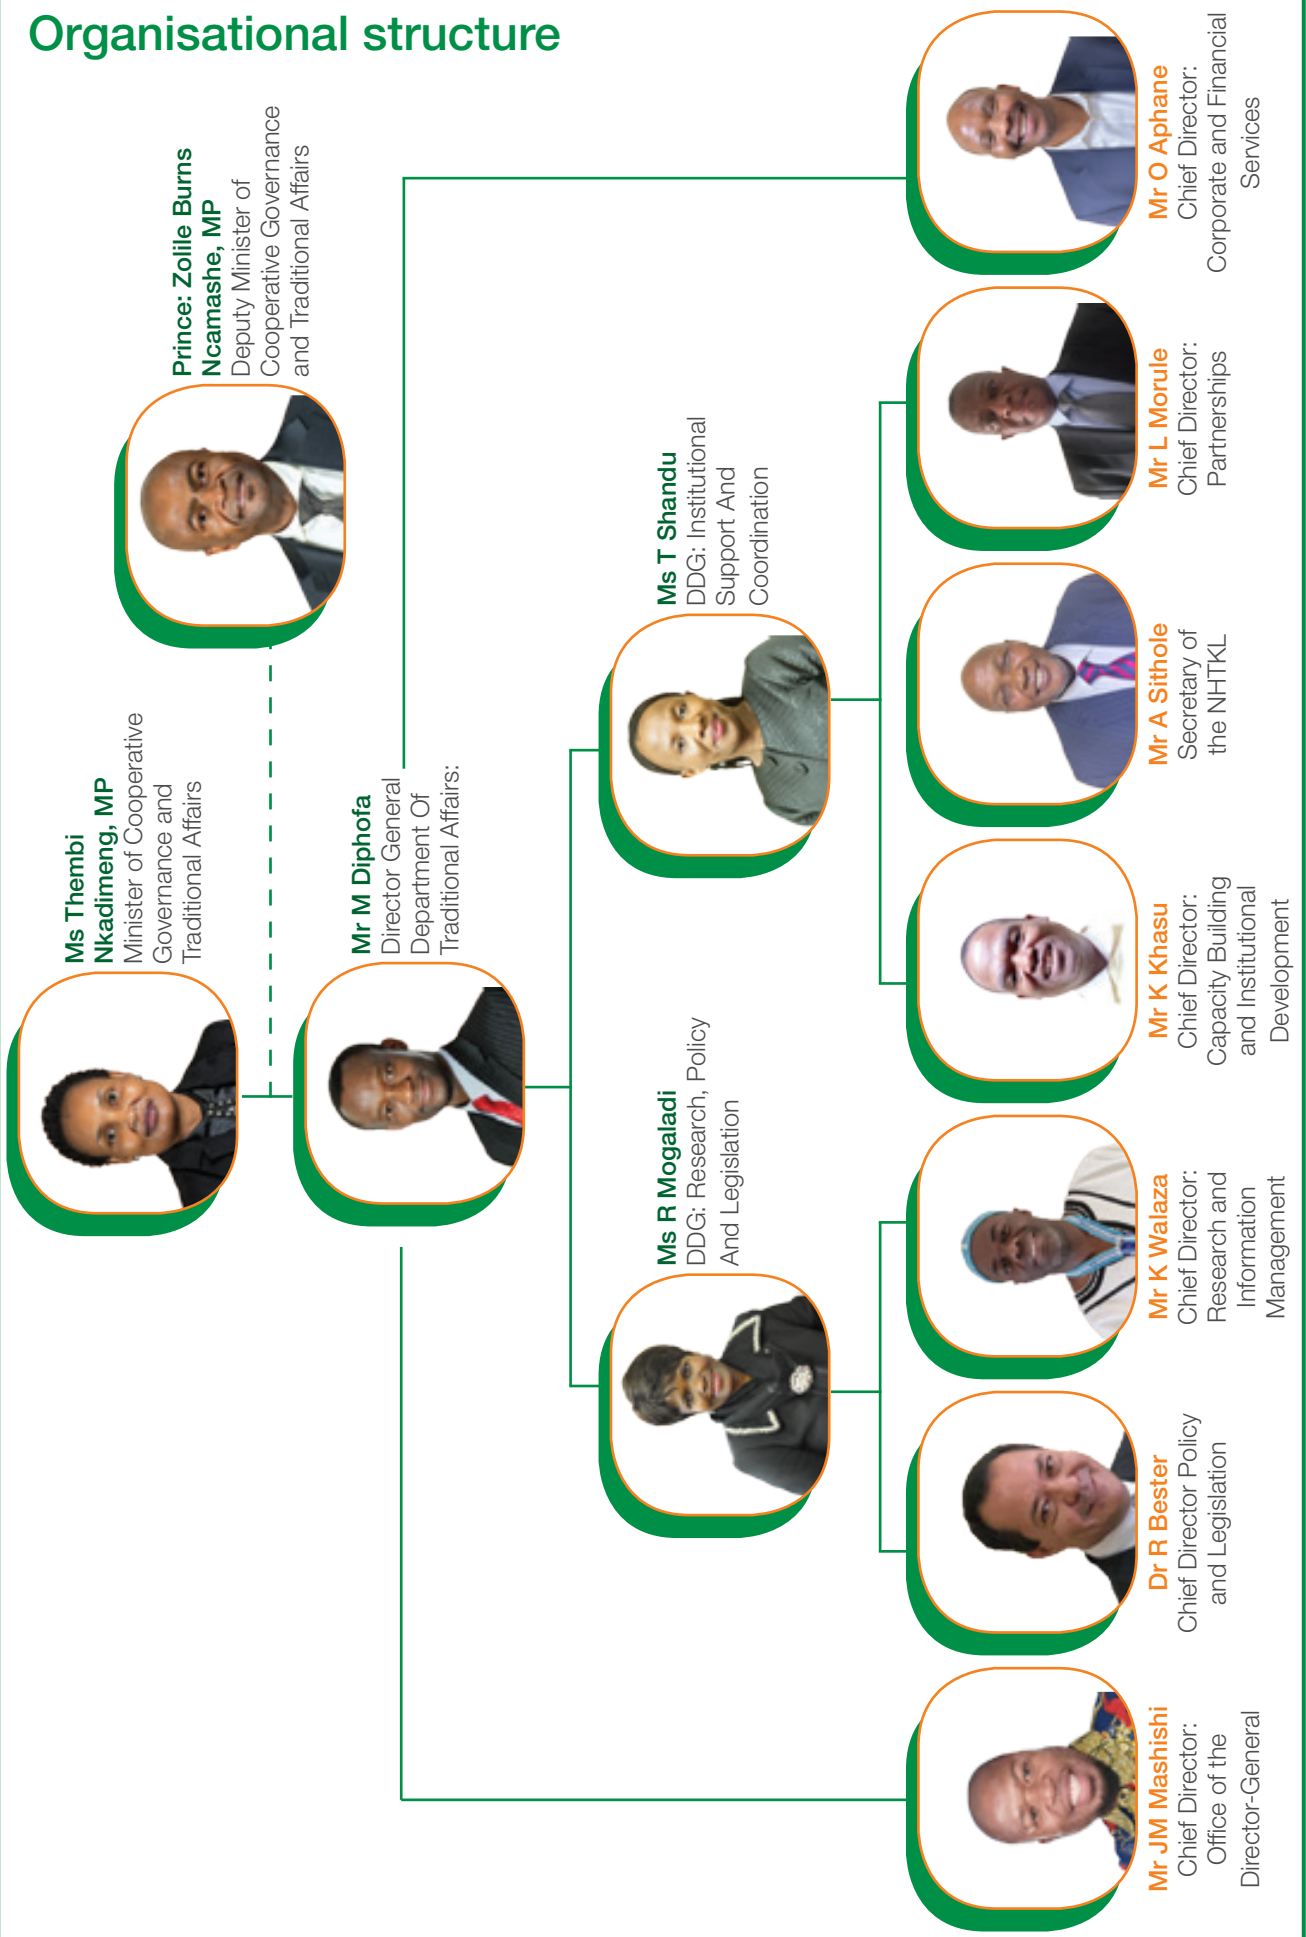 Organisational structure
Ms Thembi
Nkadimeng, MP
Minister of Cooperative
Governance and
Traditional Affairs
Prince: Zolile Burns
Ncamashe, MP
Deputy Minister of
Cooperative Governance
and Traditional Affairs
Mr M Diphofa
Director General
Department Of
Traditional Affairs:
Ms R Mogaladi
DDG: Research, Policy
And Legislation
Ms T Shandu
DDG: Institutional
Support And
Coordination
Mr JM Mashishi
Chief Director:
Office of the
Director-General
Dr R Bester
Chief Director Policy
and Legislation
Mr K Walaza
Chief Director:
Research and
Information
Management
Mr K Khasu
Chief Director:
Capacity Building
and Institutional
Development
Mr A Sithole
Secretary of
the NHTKL
Mr L Morule
Chief Director:
Partnerships
Mr O Aphane
Chief Director:
Corporate and Financial
Services